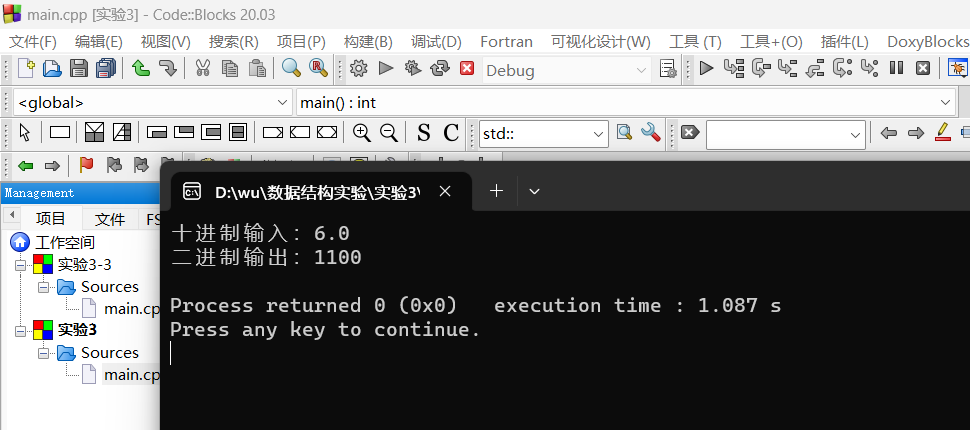 main.cpp [实验3] - Code::Blocks 20.03
文件(F) 编辑(E) 视图(V) 搜索(R) 项目(P) 构建(B) 调试(D) Fortran 可视化设计(W) 工具 (T) 工具+(O) 插件(L) DoxyBlocks
Debug
<global> main() : int
S C std::
Management
D:\wu\数据结构实验\实验3\
项目 文件 FS
工作空间
实验3-3
Sources
main.cp
实验3
Sources
main.cp
十进制输入: 6.0
二进制输出: 1100
Process returned 0 (0x0)   execution time : 1.087 s
Press any key to continue.